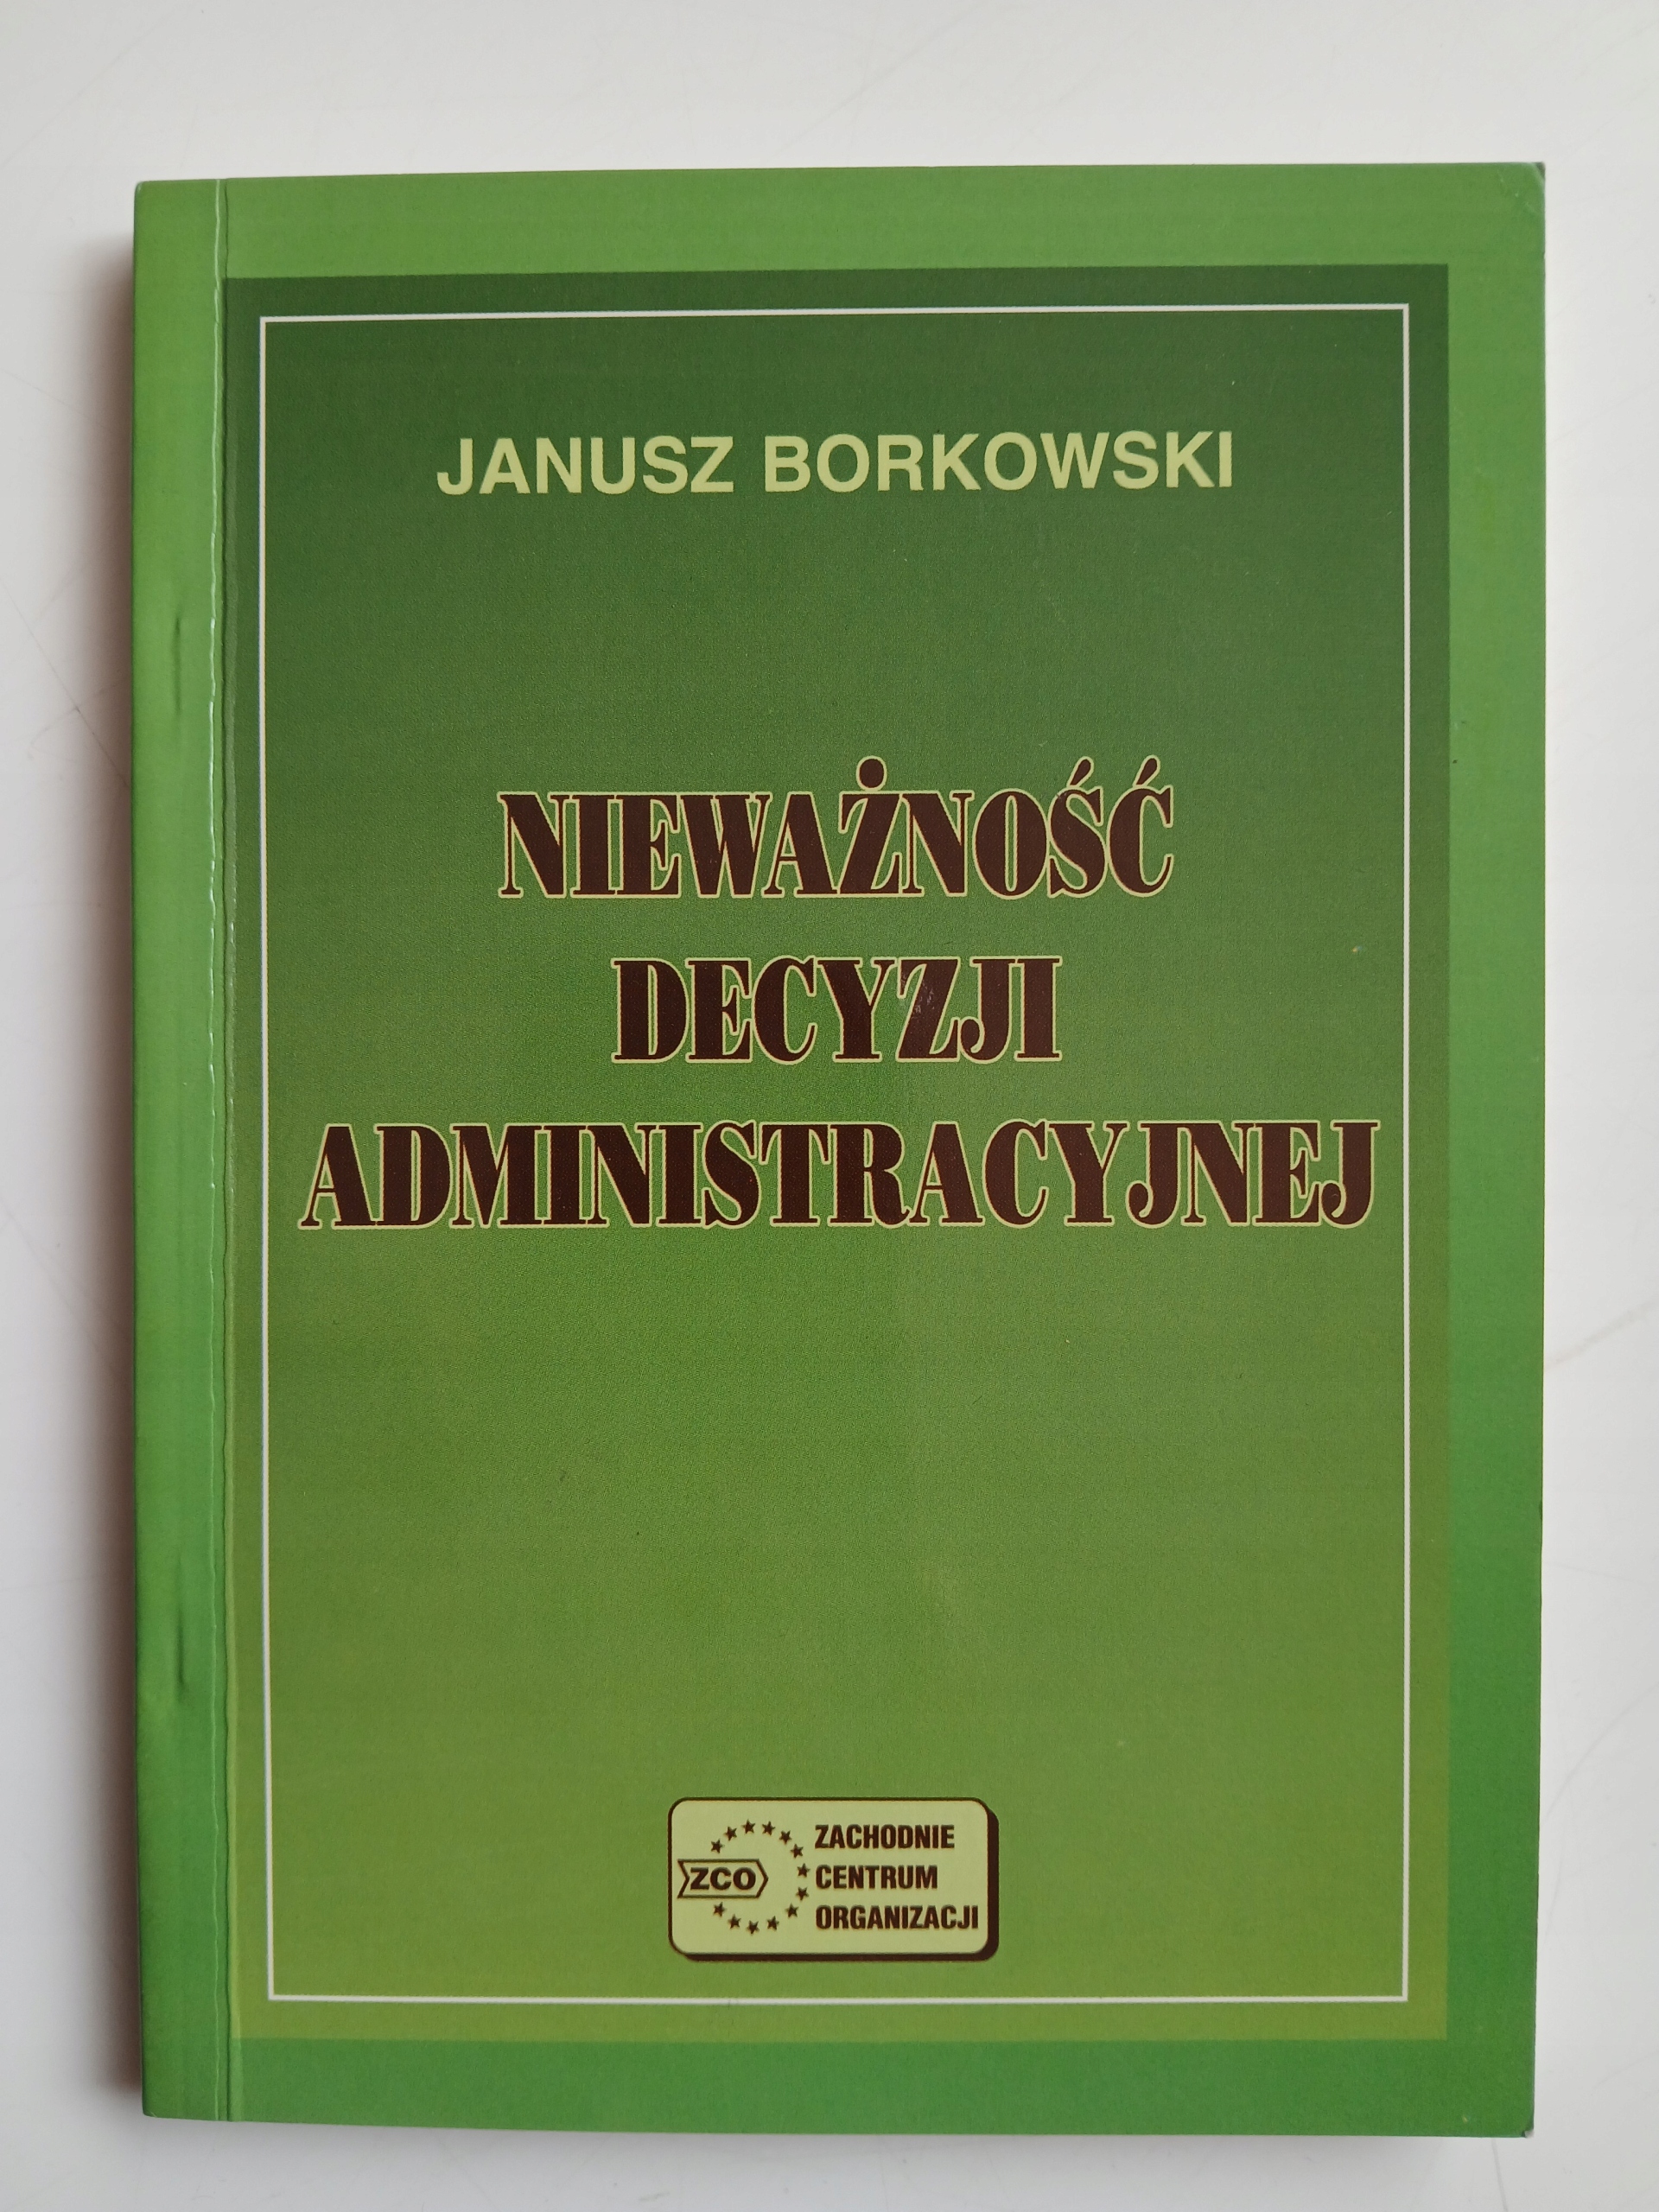 JANUSZ BORKOWSKI
NIEWAŻNOŚĆ
DECYZJI
ADMINISTRACYJNEJ
ZCO
ZACHODNIE
CENTRUM
ORGANIZACJI